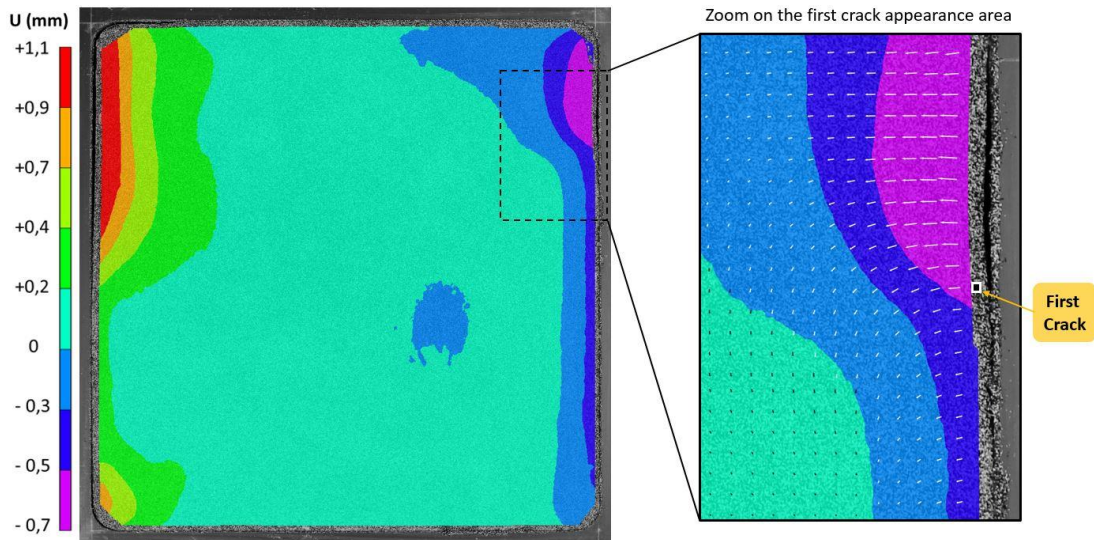 U (mm)
+1,1
+0,9
+0,7
+0,4
+0,2
0
- 0,3
- 0,5
- 0,7
Zoom on the first crack appearance area
First
Crack